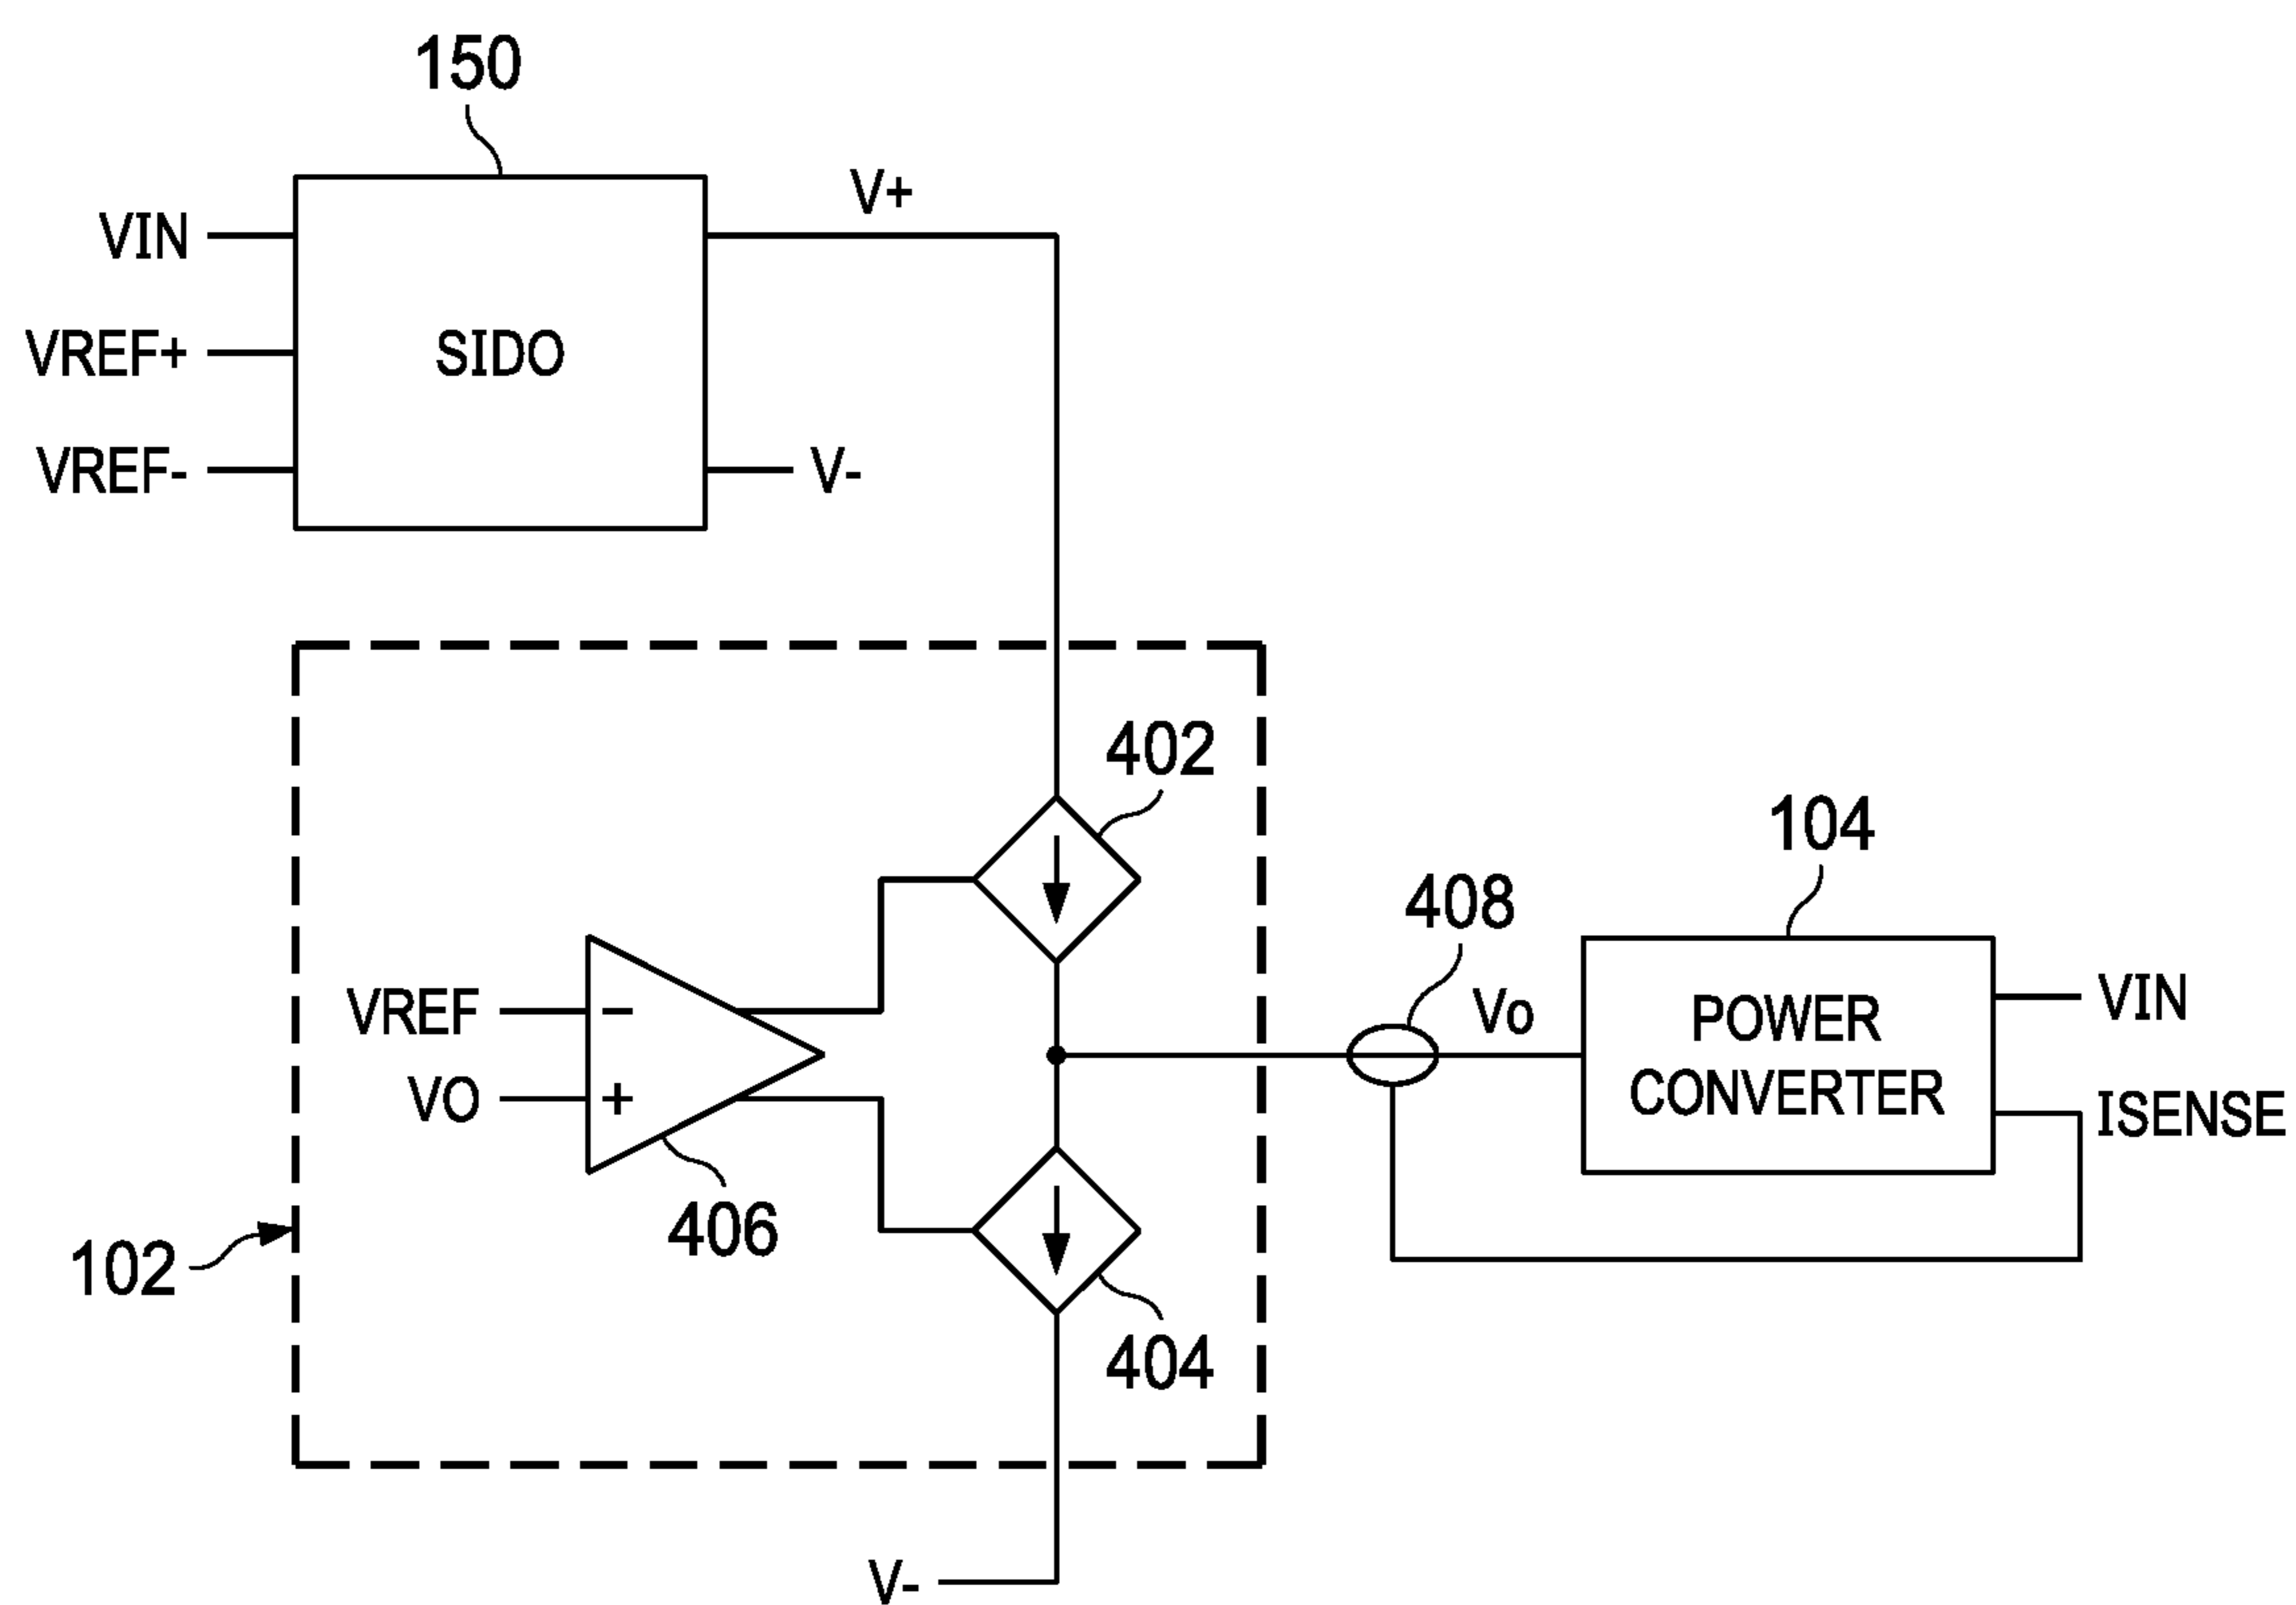 150
V+
VIN
VREF+
SIDO
VREF-
V-
402
104
408
VREF
-
Vo
POWER
CONVERTER
VIN
VO
+
ISENSE
406
102
404
V-